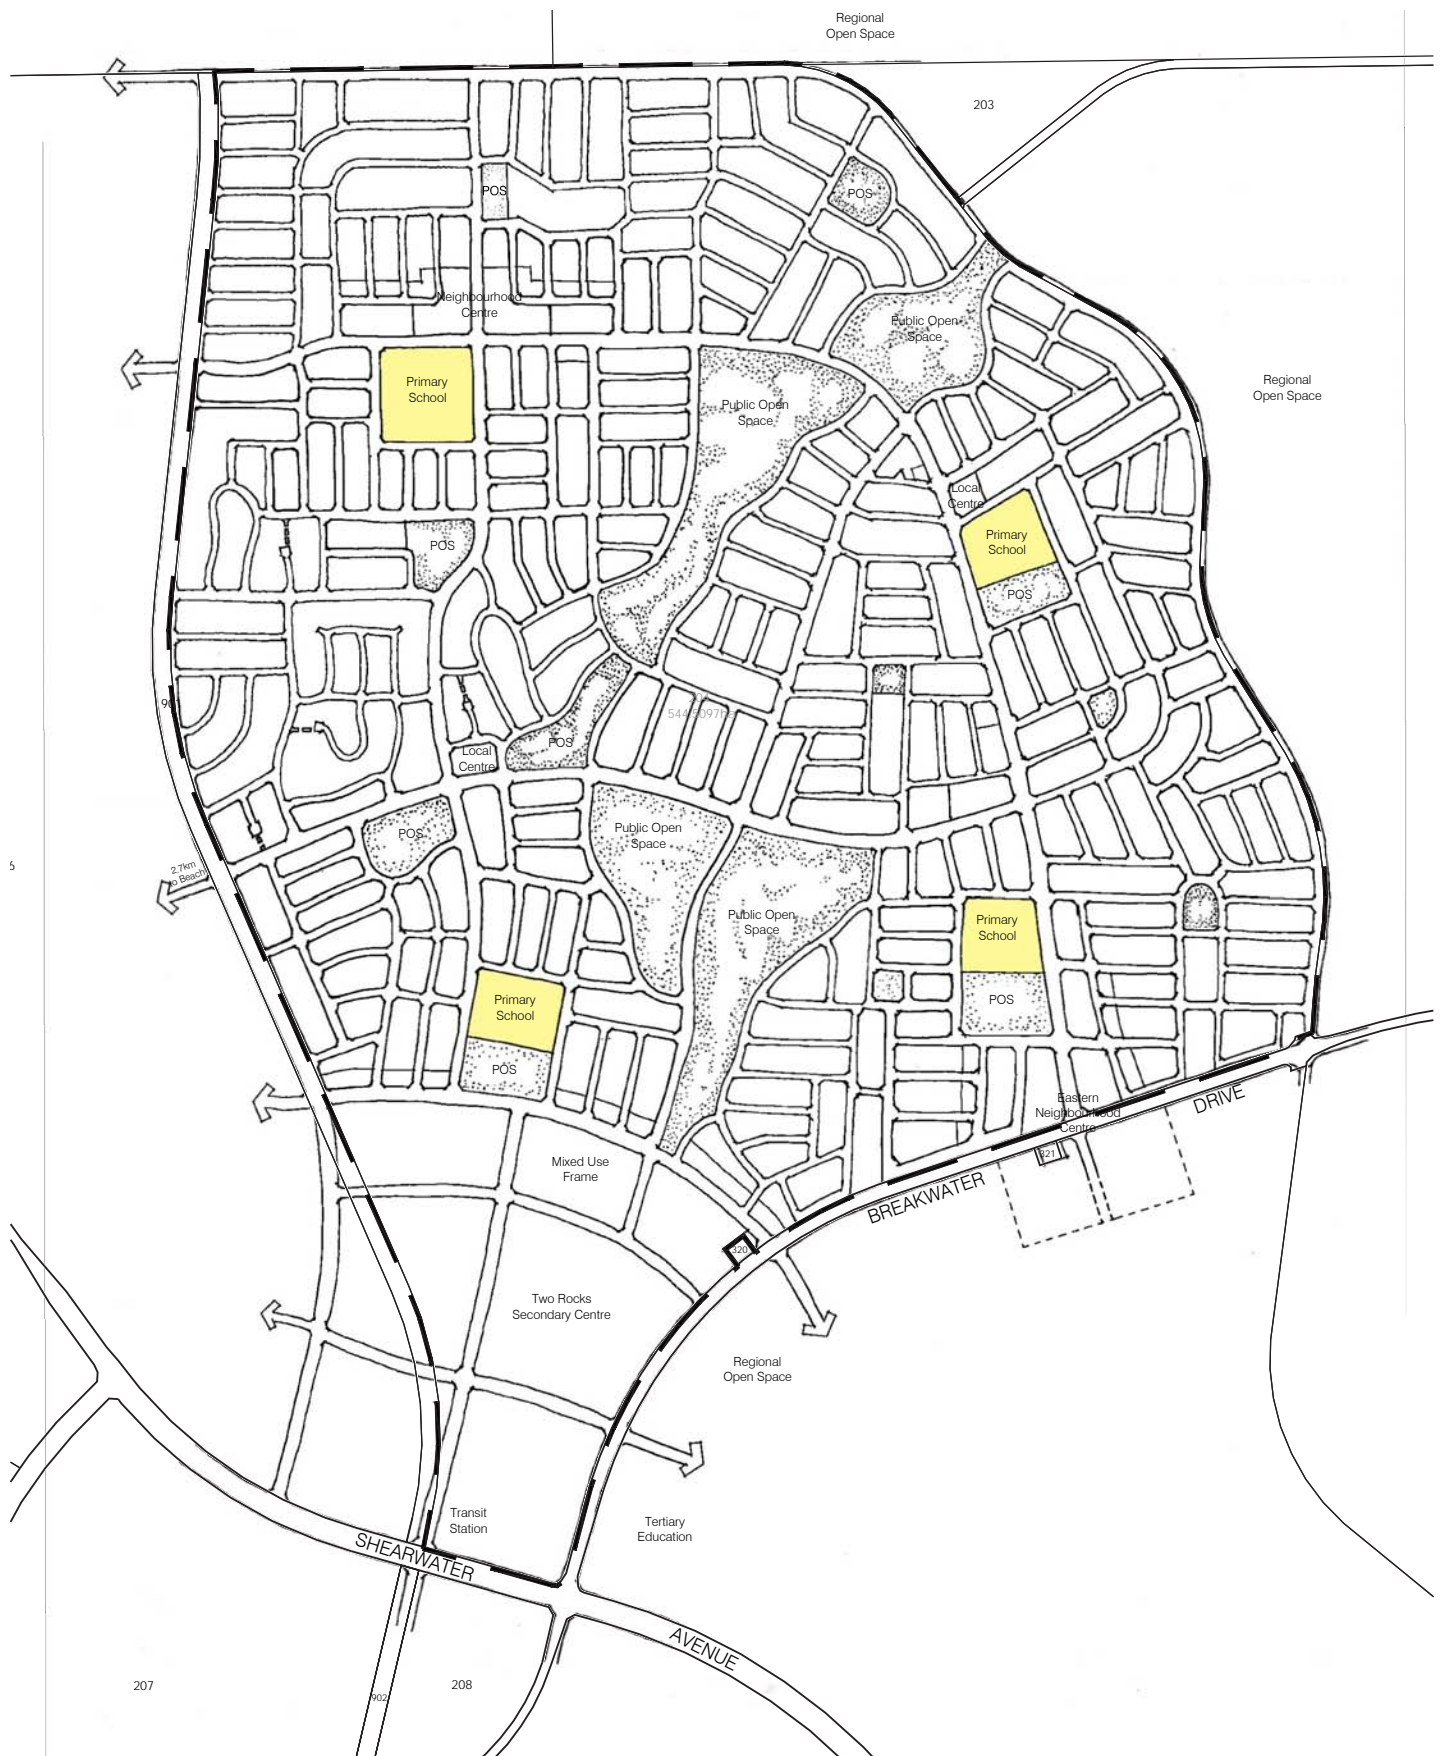 Regional
Open Space
203
POS
POS
Neighbourhood
Centre
Public Open
Space
Primary
School
Public Open
Space
Regional
Open Space
Local
Centre
Primary
School
POS
POS
Local
Centre
POS
POS
Public Open
Space
2.7km
Public Open
Space
Primary
School
POS
Primary
School
POS
Eastern
Neighbourhood
Centre
DRIVE
BREAKWATER
321
Mixed Use
Frame
320
Two Rocks
Secondary Centre
Regional
Open Space
Transit
Station
Tertiary
Education
SHEARWATER
AVENUE
207
208
902